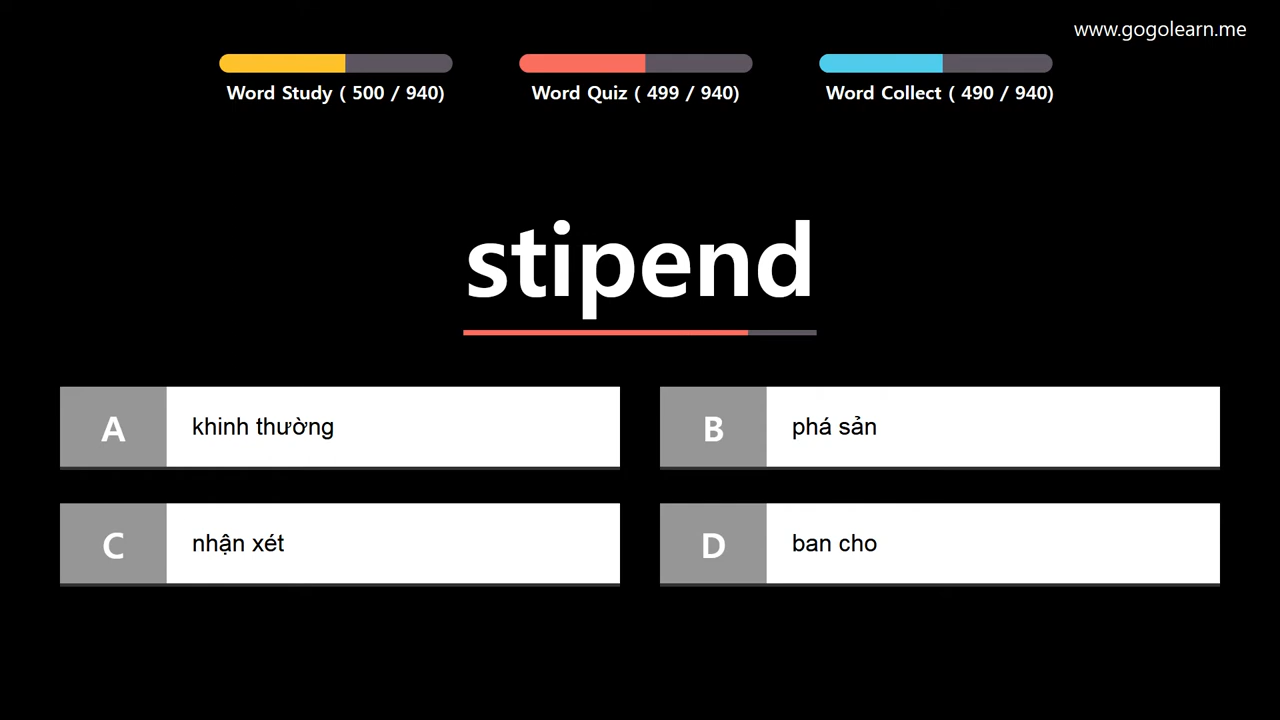 www.gogolearn.me
Word Study ( 500 / 940)
Word Quiz ( 499 / 940)
Word Collect ( 490 / 940)
stipend
A
khinh thường
B
phá sản
C
nhận xét
D
ban cho